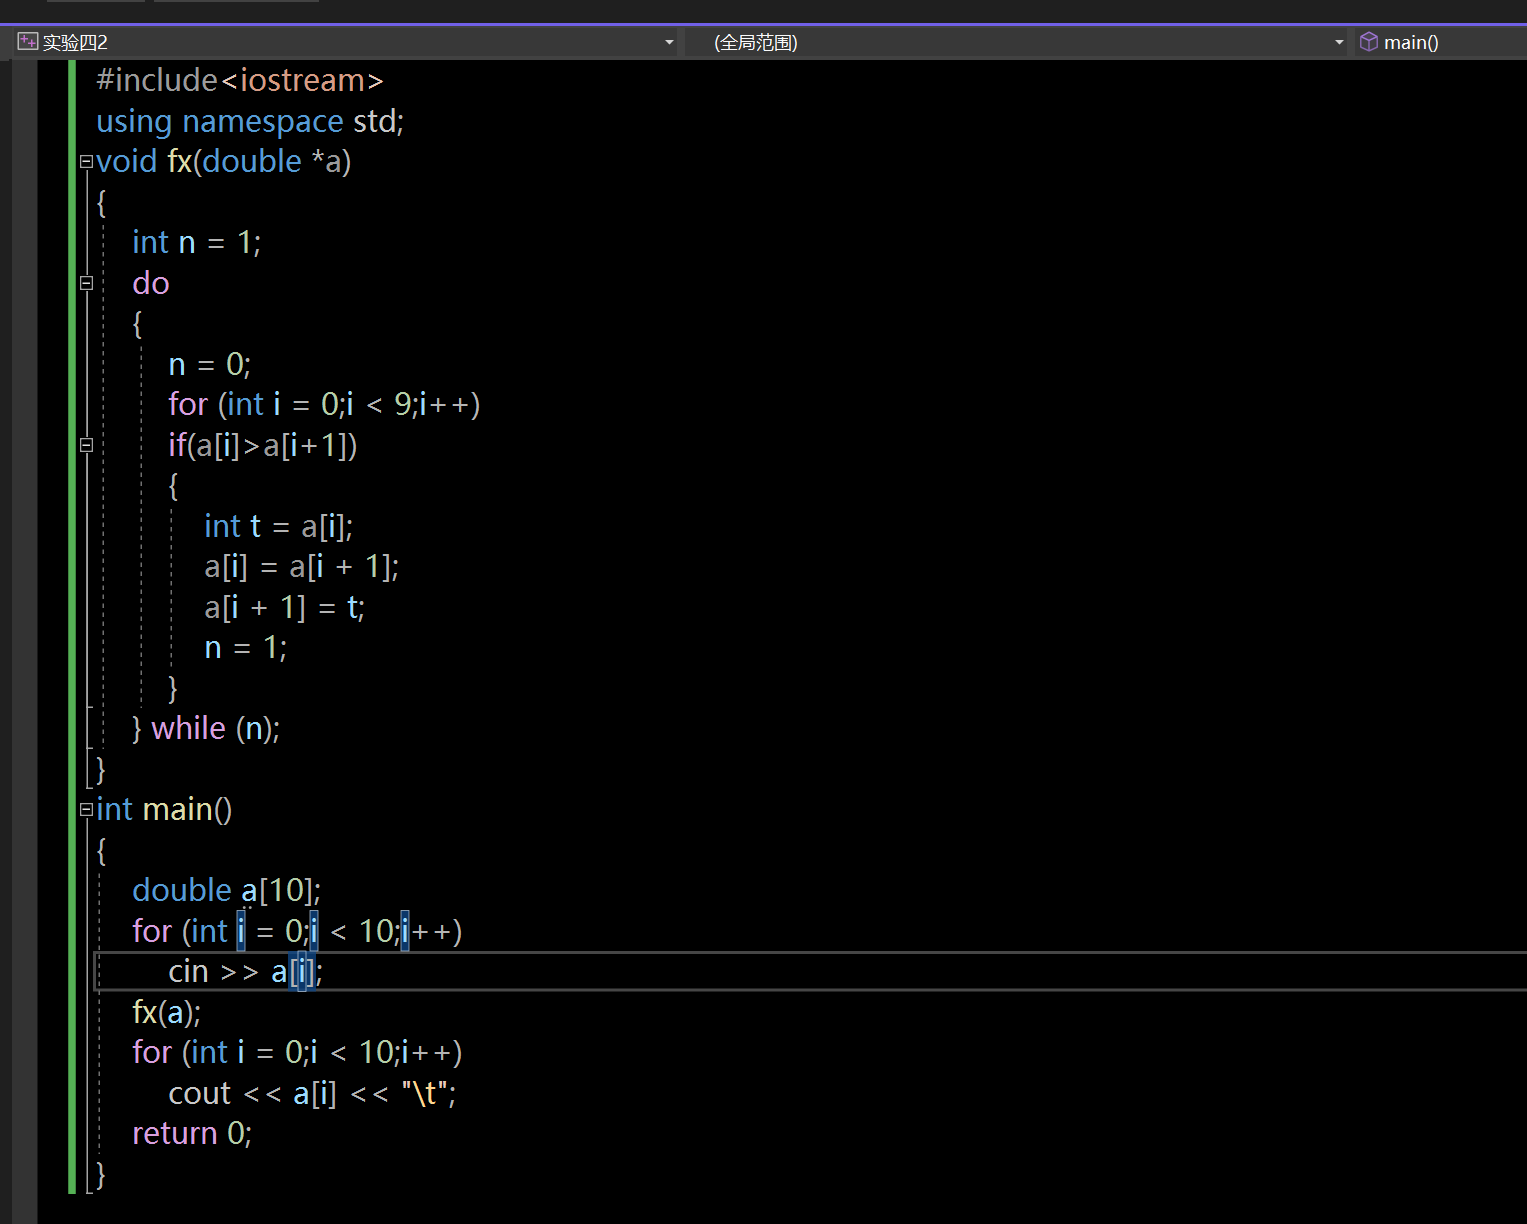 实验四2
(全局范围)
main()
#include<iostream>
using namespace std;
void fx(double *a)
{
int n = 1;
do
{
n = 0;
for (int i = 0;i < 9;i++)
if(a[i]>a[i+1])
{
int t = a[i];
a[i] = a[i + 1];
a[i + 1] = t;
n = 1;
}
} while (n);
}
int main()
{
double a[10];
for (int i = 0;i < 10;i++)
cin >> a[i];
fx(a);
for (int i = 0;i < 10;i++)
cout << a[i] << "\t";
return 0;
}